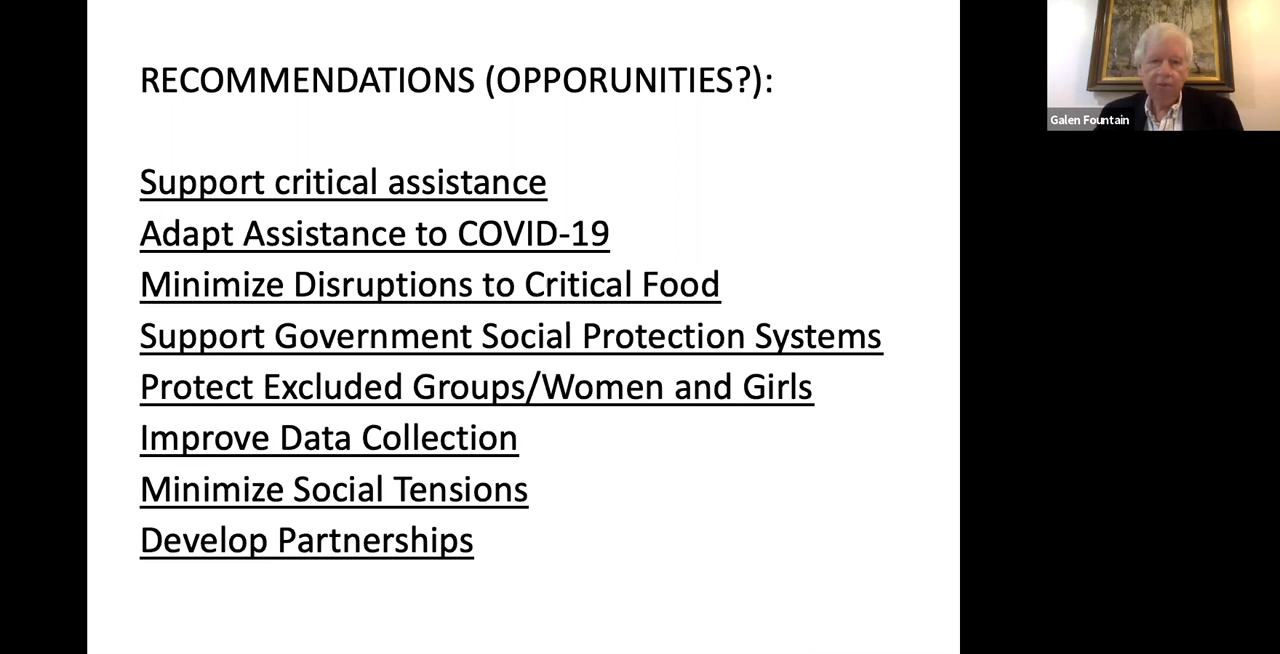 RECOMMENDATIONS (OPPORUNITIES?):
Support critical assistance
Adapt Assistance to COVID-19
Minimize Disruptions to Critical Food
Support Government Social Protection Systems
Protect Excluded Groups/Women and Girls
Improve Data Collection
Minimize Social Tensions
Develop Partnerships
Galen Fountain